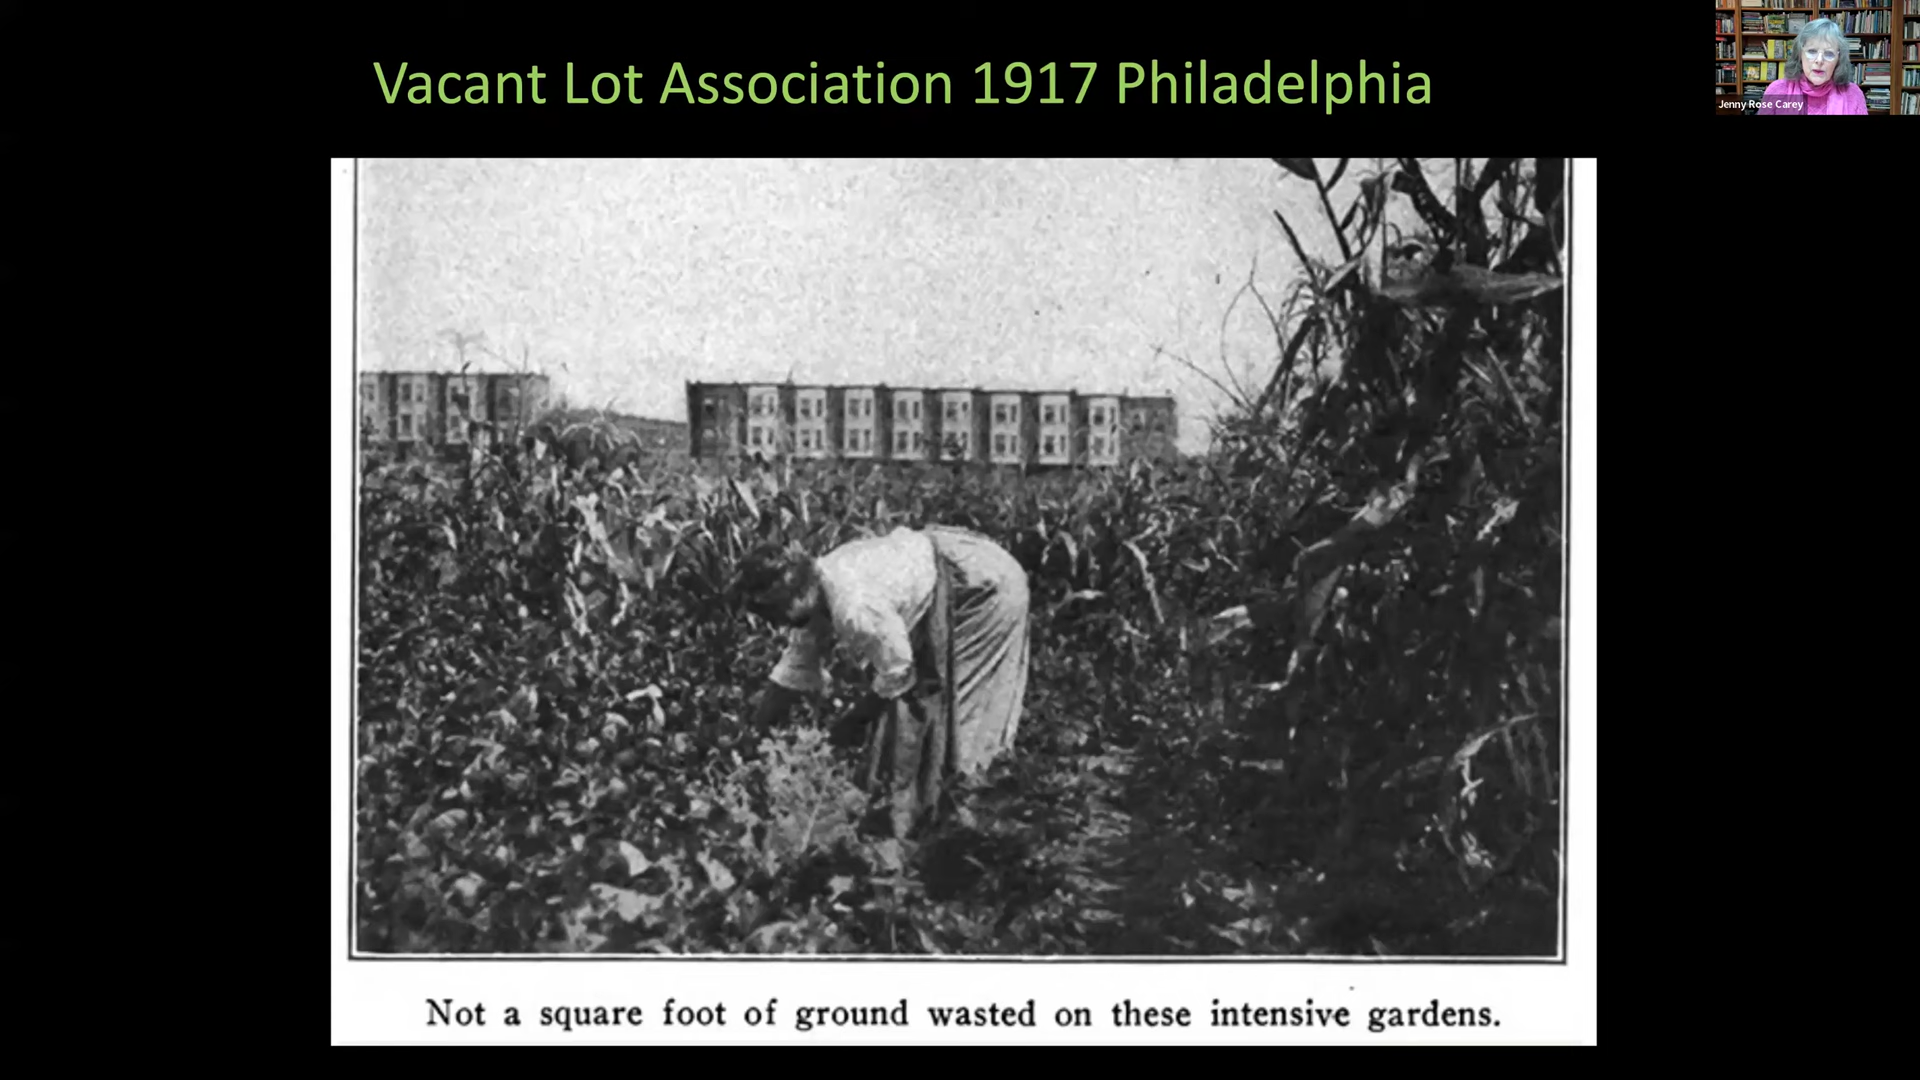 Vacant Lot Association 1917 Philadelphia
Jenny Rose Carey
Not a square foot of ground wasted on these intensive gardens.